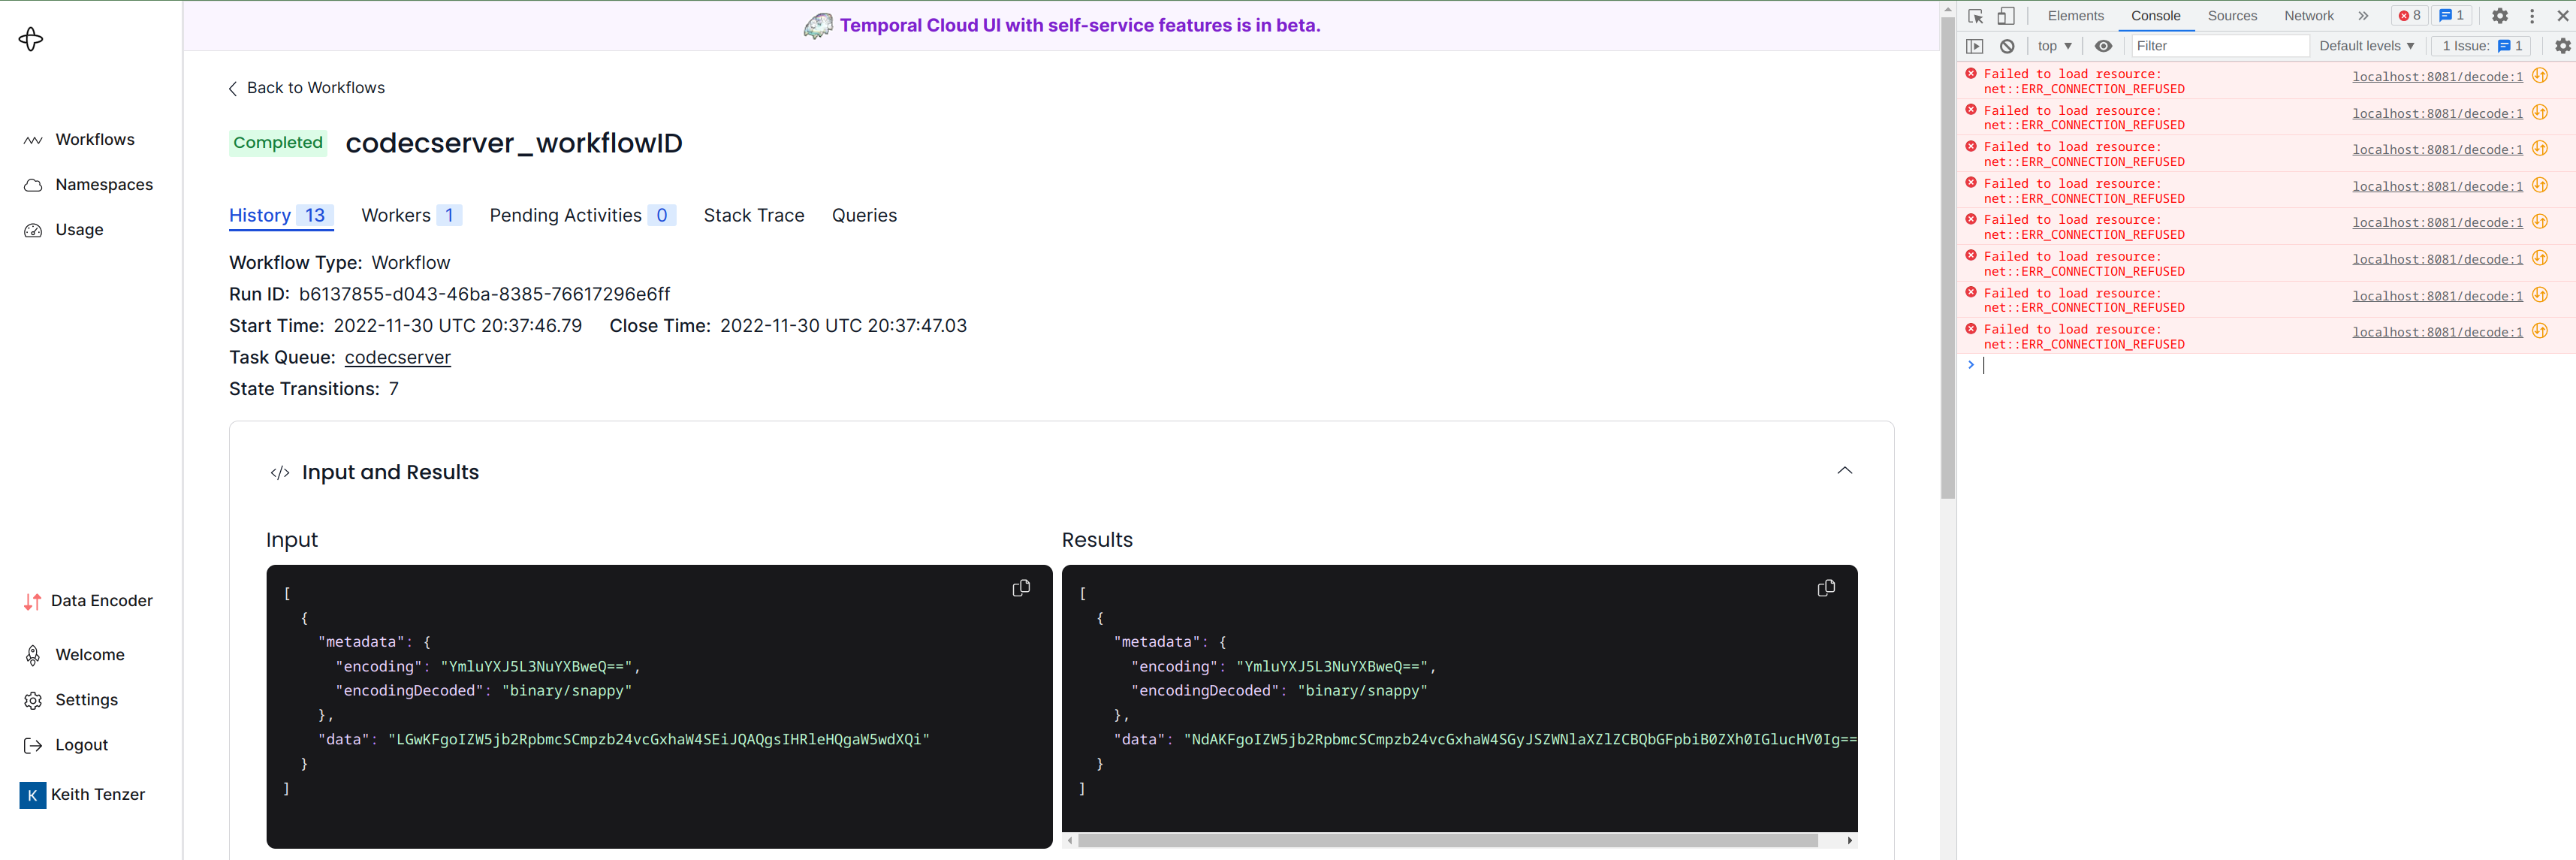 Temporal Cloud UI with self-service features is in beta.
Workflows
Namespaces
Usage
Data Encoder
Welcome
Settings
Logout
K Keith Tenzer
Back to Workflows
Completed codecserver_workflowID
History 13 Workers 1 Pending Activities 0 Stack Trace Queries
Workflow Type: Workflow
Run ID: b6137855-d043-46ba-8385-76617296e6ff
Start Time: 2022-11-30 UTC 20:37:46.79 Close Time: 2022-11-30 UTC 20:37:47.03
Task Queue: codecserver
State Transitions: 7
</> Input and Results
Input
[
{
"metadata": {
"encoding": "YmluYXJ5L3NuYXBweQ==",
"encodingDecoded": "binary/snappy"
},
"data": "LGwKFgoIZW5jb2RpbmcSCmpzb24vcGxhaW4SEiJQAQgsIHRleHQgaW5wdXQi"
}
]
Results
[
{
"metadata": {
"encoding": "YmluYXJ5L3NuYXBweQ==",
"encodingDecoded": "binary/snappy"
},
"data": "NdAKFgoIZW5jb2RpbmcSCmpzb24vcGxhaW4SGyJSZWNlaXZlZCBQbGFpbiB0ZXh0IGlucHV0Ig==
}
]
Elements Console Sources Network 8 1
top Filter Default levels 1 Issue: 1
Failed to load resource: localhost:8081/decode:1
net::ERR_CONNECTION_REFUSED
Failed to load resource: localhost:8081/decode:1
net::ERR_CONNECTION_REFUSED
Failed to load resource: localhost:8081/decode:1
net::ERR_CONNECTION_REFUSED
Failed to load resource: localhost:8081/decode:1
net::ERR_CONNECTION_REFUSED
Failed to load resource: localhost:8081/decode:1
net::ERR_CONNECTION_REFUSED
Failed to load resource: localhost:8081/decode:1
net::ERR_CONNECTION_REFUSED
Failed to load resource: localhost:8081/decode:1
net::ERR_CONNECTION_REFUSED
Failed to load resource: localhost:8081/decode:1
net::ERR_CONNECTION_REFUSED